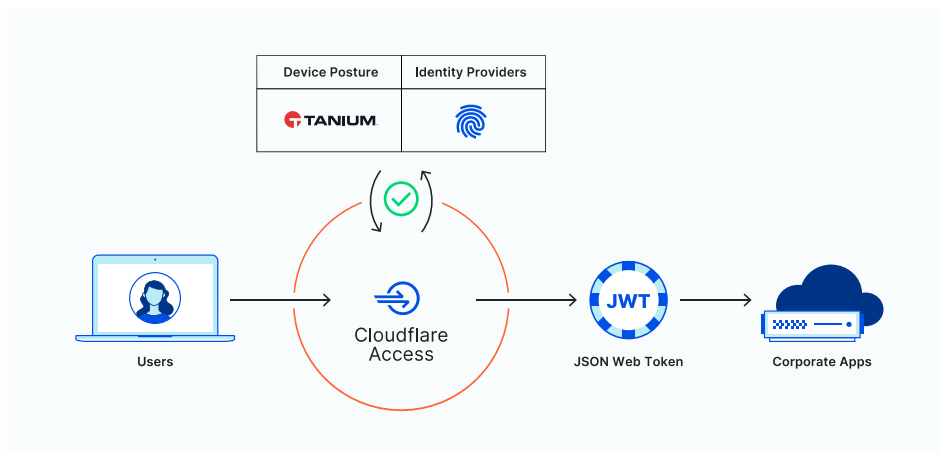 Device Posture
Identity Providers
TANIUM
JWT
Cloudflare
Access
Users
JSON Web Token
Corporate Apps